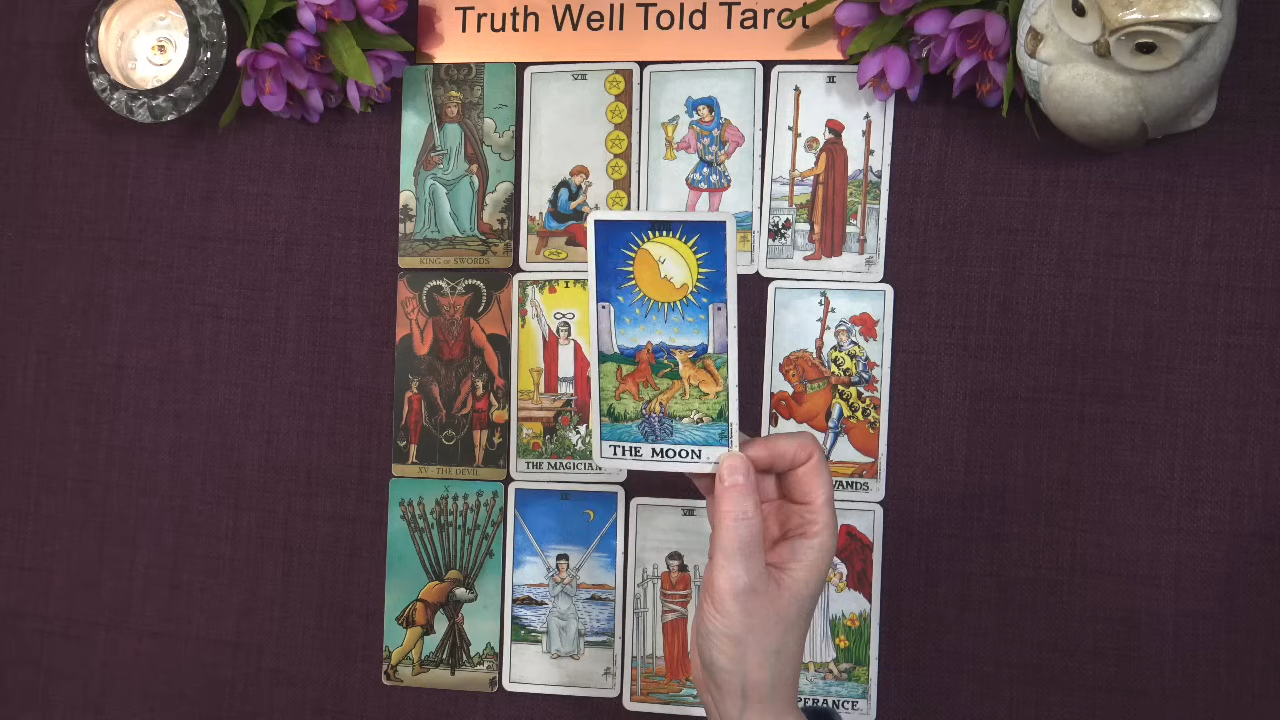 Truth Well Told Tarot
VIII
II
KING OF SWORDS
I
THE MOON
THE MAGICIAN
WANDS.
XV - THE DEVIL
X
II
VIII
PERANCE.